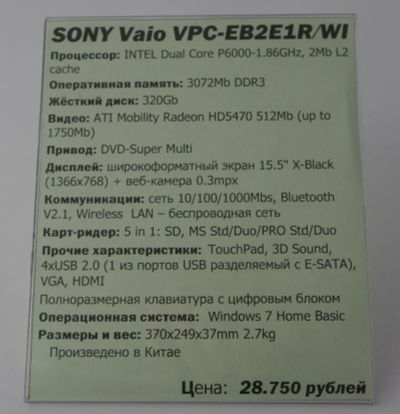 SONY Vaio VPC-EB2E1R/WI
Процессор: INTEL Dual Core P6000-1.86GHz, 2Mb L2
cache
Оперативная память: 3072Mb DDR3
Жёсткий диск: 320Gb
Видео: ATI Mobility Radeon HD5470 512Mb (up to
1750Mb)
Привод: DVD-Super Multi
Дисплей: широкоформатный экран 15.5" X-Black
(1366x768) + веб-камера 0.3mpx
Коммуникации: сеть 10/100/1000Mbs, Bluetooth
V2.1, Wireless LAN – беспроводная сеть
Карт-ридер: 5 in 1: SD, MS Std/Duo/PRO Std/Duo
Прочие характеристики: TouchPad, 3D Sound,
4xUSB 2.0 (1 из портов USB разделяемый с E-SATA),
VGA, HDMI
Полноразмерная клавиатура с цифровым блоком
Операционная система: Windows 7 Home Basic
Размеры и вес: 370x249x37mm 2.7kg
Произведено в Китае
Цена: 28.750 рублей